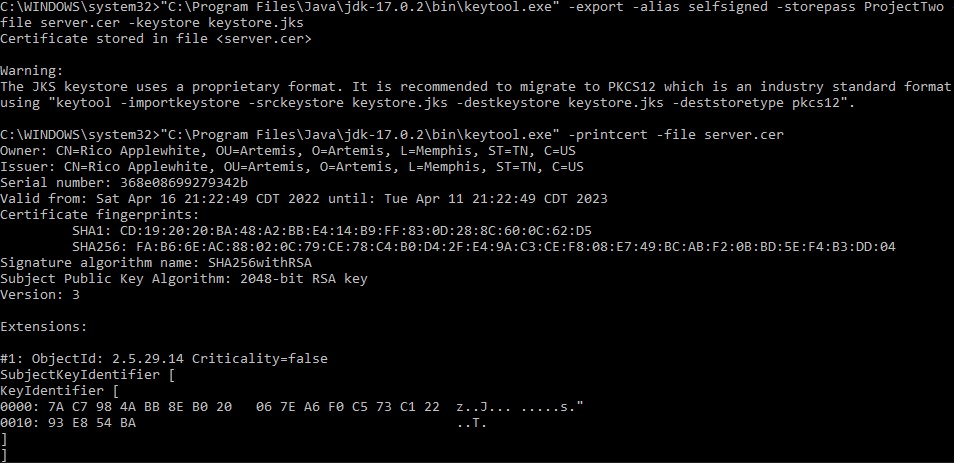 C:\WINDOWS\system32>"C:\Program Files\Java\jdk-17.0.2\bin\keytool.exe" -export -alias selfsigned -storepass ProjectTwo -
file server.cer -keystore keystore.jks
Certificate stored in file <server.cer>
Warning:
The JKS keystore uses a proprietary format. It is recommended to migrate to PKCS12 which is an industry standard format
using "keytool -importkeystore -srckeystore keystore.jks -destkeystore keystore.jks -deststoretype pkcs12".
C:\WINDOWS\system32>"C:\Program Files\Java\jdk-17.0.2\bin\keytool.exe" -printcert -file server.cer
Owner: CN=Rico Applewhite, OU=Artemis, O=Artemis, L=Memphis, ST=TN, C=US
Issuer: CN=Rico Applewhite, OU=Artemis, O=Artemis, L=Memphis, ST=TN, C=US
Serial number: 368e08699279342b
Valid from: Sat Apr 16 21:22:49 CDT 2022 until: Tue Apr 11 21:22:49 CDT 2023
Certificate fingerprints:
SHA1: CD:19:20:20:BA:48:A2:BB:E4:14:B9:FF:83:0D:28:8C:60:0C:62:D5
SHA256: FA:B6:6E:AC:88:02:0C:79:CE:78:C4:B0:D4:2F:E4:9A:C3:CE:F8:08:E7:49:BC:AB:F2:0B:BD:5E:F4:B3:DD:04
Signature algorithm name: SHA256withRSA
Subject Public Key Algorithm: 2048-bit RSA key
Version: 3
Extensions:
#1: ObjectId: 2.5.29.14 Criticality=false
SubjectKeyIdentifier [
KeyIdentifier [
0000: 7A C7 98 4A BB 8E B0 20   06 7E A6 F0 C5 73 C1 22  z..J... .....s."
0010: 93 E8 54 BA                                        ..T.
]
]